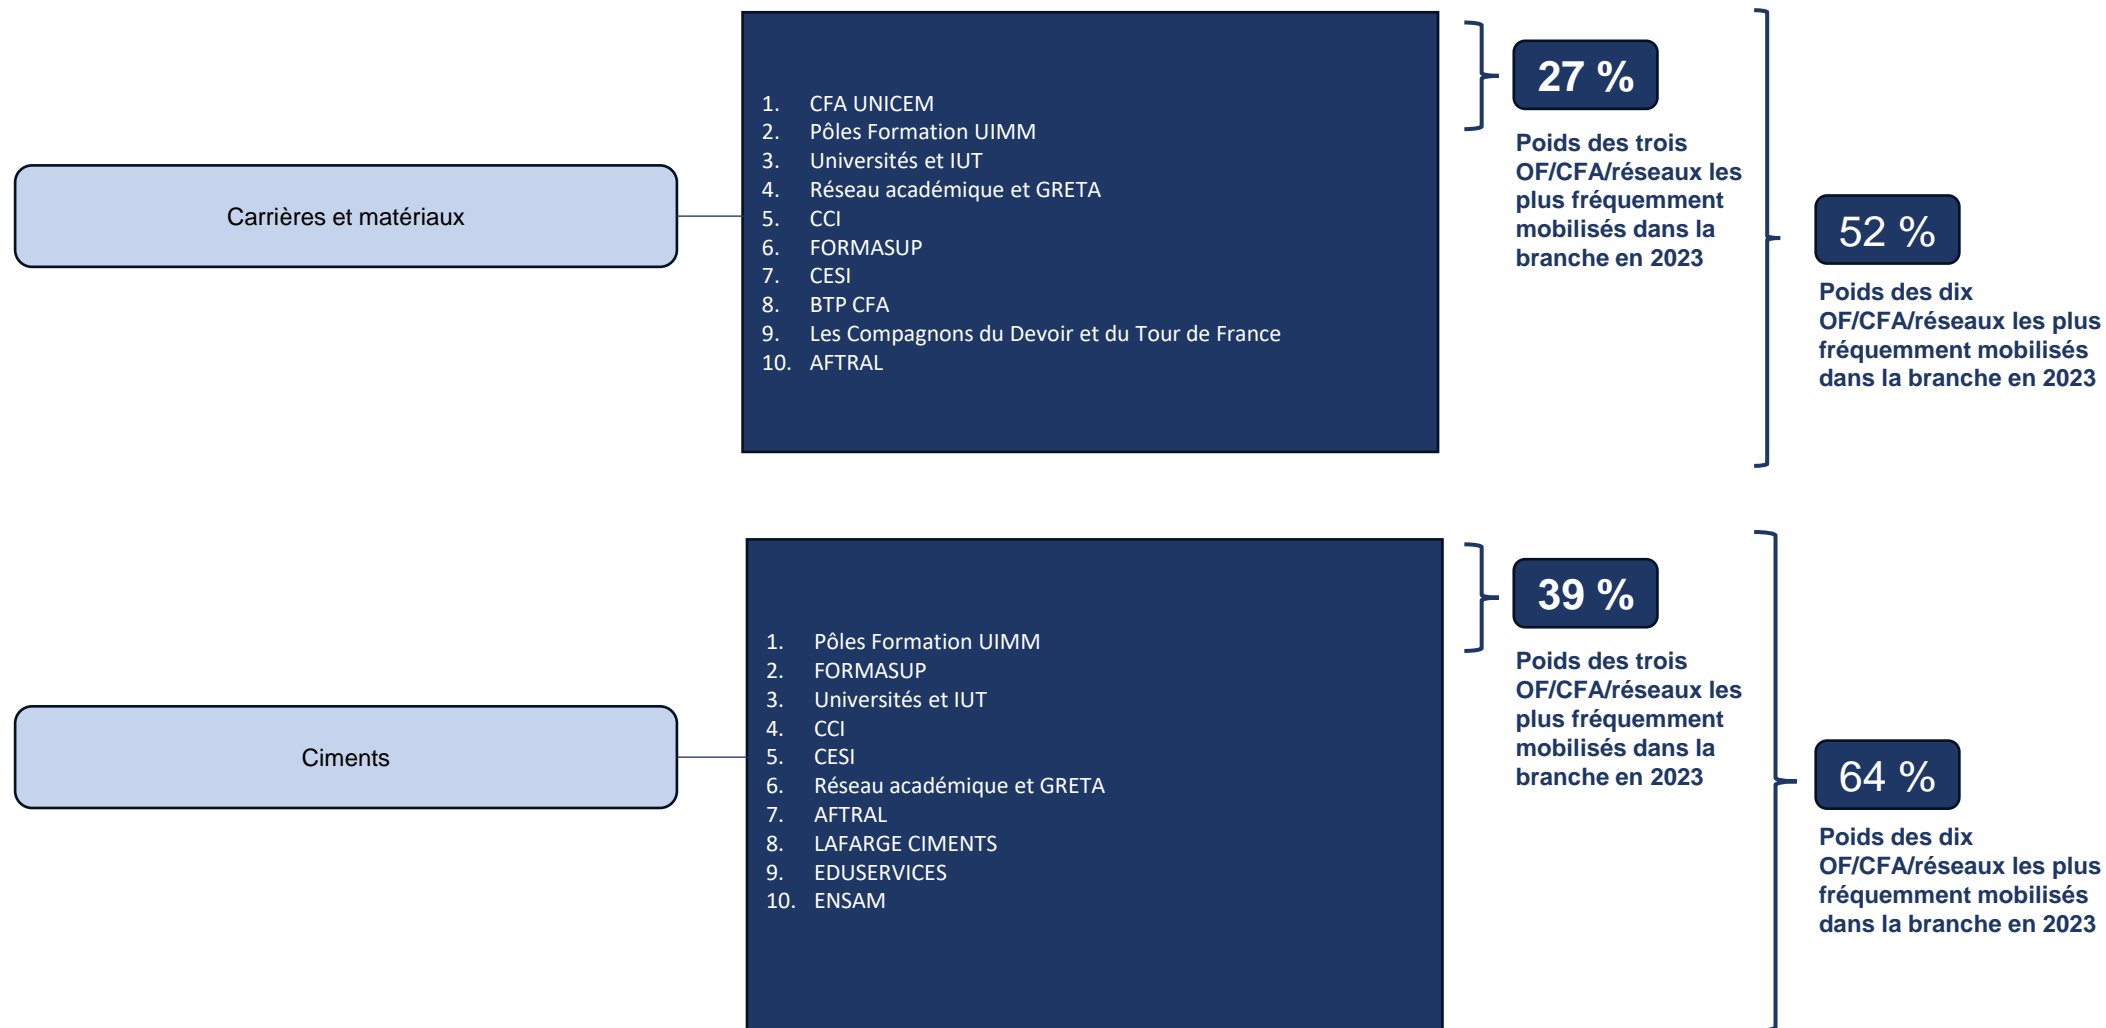 Carrières et matériaux
1. CFA UNICEM
2. Pôles Formation UIMM
3. Universités et IUT
4. Réseau académique et GRETA
5. CCI
6. FORMASUP
7. CESI
8. BTP CFA
9. Les Compagnons du Devoir et du Tour de France
10. AFTRAL
27 %
Poids des trois
OF/CFA/réseaux les
plus fréquemment
mobilisés dans la
branche en 2023
52 %
Poids des dix
OF/CFA/réseaux les plus
fréquemment mobilisés
dans la branche en 2023
Ciments
1. Pôles Formation UIMM
2. FORMASUP
3. Universités et IUT
4. CCI
5. CESI
6. Réseau académique et GRETA
7. AFTRAL
8. LAFARGE CIMENTS
9. EDUSERVICES
10. ENSAM
39 %
Poids des trois
OF/CFA/réseaux les
plus fréquemment
mobilisés dans la
branche en 2023
64 %
Poids des dix
OF/CFA/réseaux les plus
fréquemment mobilisés
dans la branche en 2023